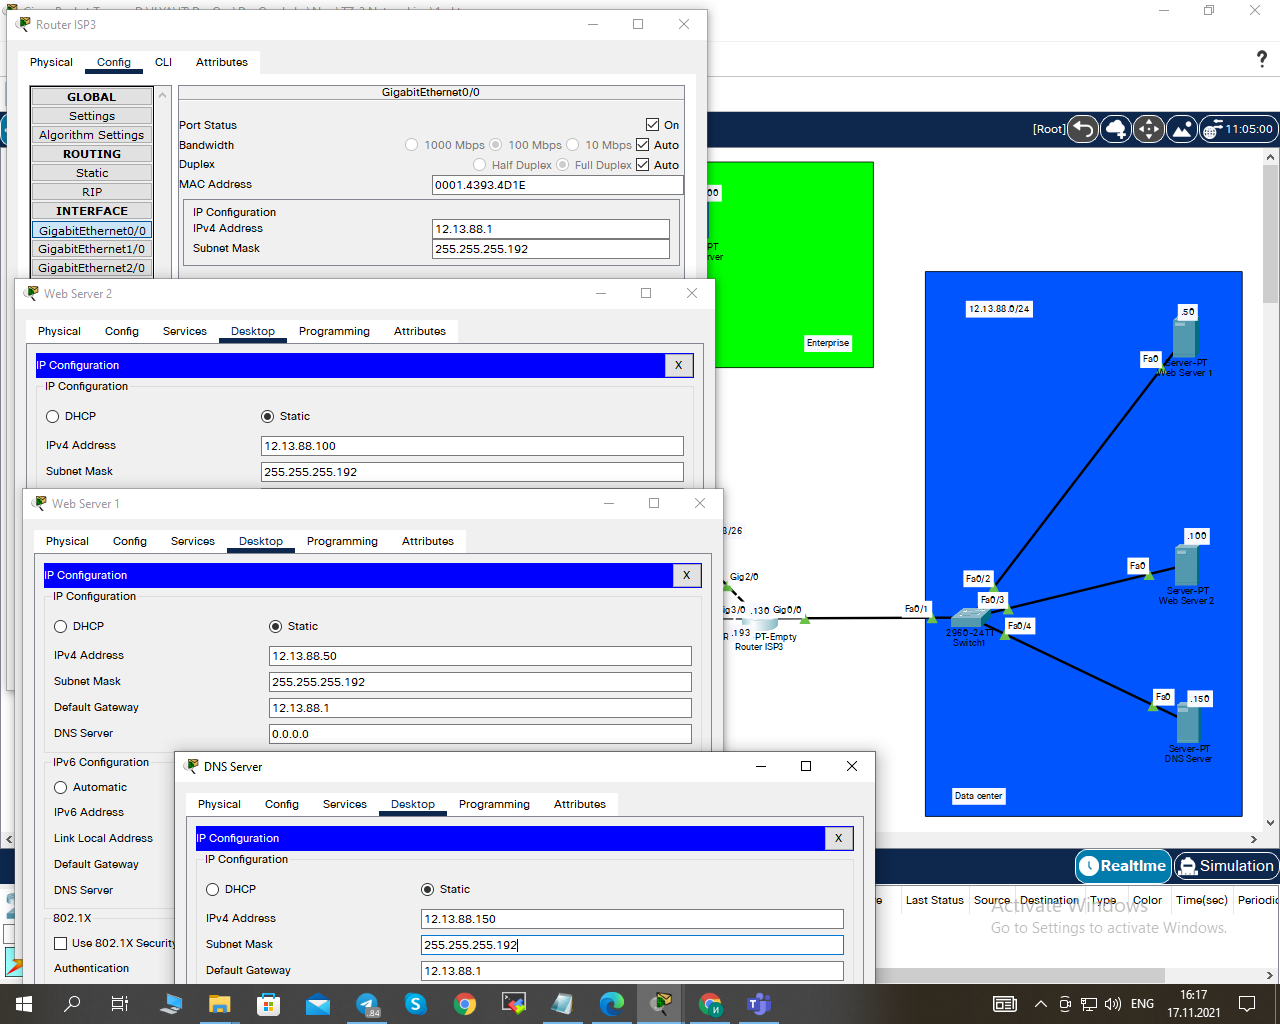 Router ISP3
Physical
Config
CLI
Attributes
GLOBAL
Settings
Algorithm Settings
ROUTING
Static
RIP
INTERFACE
GigabitEthernet0/0
GigabitEthernet1/0
GigabitEthernet2/0
GigabitEthernet0/0
Port Status
On
Bandwidth
1000 Mbps
100 Mbps
10 Mbps
Auto
Duplex
Half Duplex
Full Duplex
Auto
MAC Address
0001.4393.4D1E
IP Configuration
IPv4 Address
12.13.88.1
Subnet Mask
255.255.255.192
?
[Root]
11:05:00
Enterprise
12.13.88.0/24
.50
Fa0
Server-PT
Web Server 1
.100
Fa0
Server-PT
Web Server 2
Fa0/2
Fa0/3
Fa0/1
Fa0/4
2960-24TT
Switch1
Fa0
.150
Server-PT
DNS Server
Data center
/26
Gig2/0
.130
Gig0/0
.193
PT-Empty
Router ISP3
Web Server 2
Physical
Config
Services
Desktop
Programming
Attributes
IP Configuration
X
IP Configuration
DHCP
Static
IPv4 Address
12.13.88.100
Subnet Mask
255.255.255.192
Web Server 1
Physical
Config
Services
Desktop
Programming
Attributes
IP Configuration
X
IP Configuration
DHCP
Static
IPv4 Address
12.13.88.50
Subnet Mask
255.255.255.192
Default Gateway
12.13.88.1
DNS Server
0.0.0.0
IPv6 Configuration
Automatic
IPv6 Address
Link Local Address
Default Gateway
DNS Server
802.1X
Use 802.1X Security
Authentication
DNS Server
Physical
Config
Services
Desktop
Programming
Attributes
IP Configuration
X
IP Configuration
DHCP
Static
IPv4 Address
12.13.88.150
Subnet Mask
255.255.255.192
Default Gateway
12.13.88.1
Realtime
Simulation
Last Status
Source
Destination
Type
Color
Time(sec)
Periodic
Activate Windows
Go to Settings to activate Windows.
.84
ENG
16:17
17.11.2021